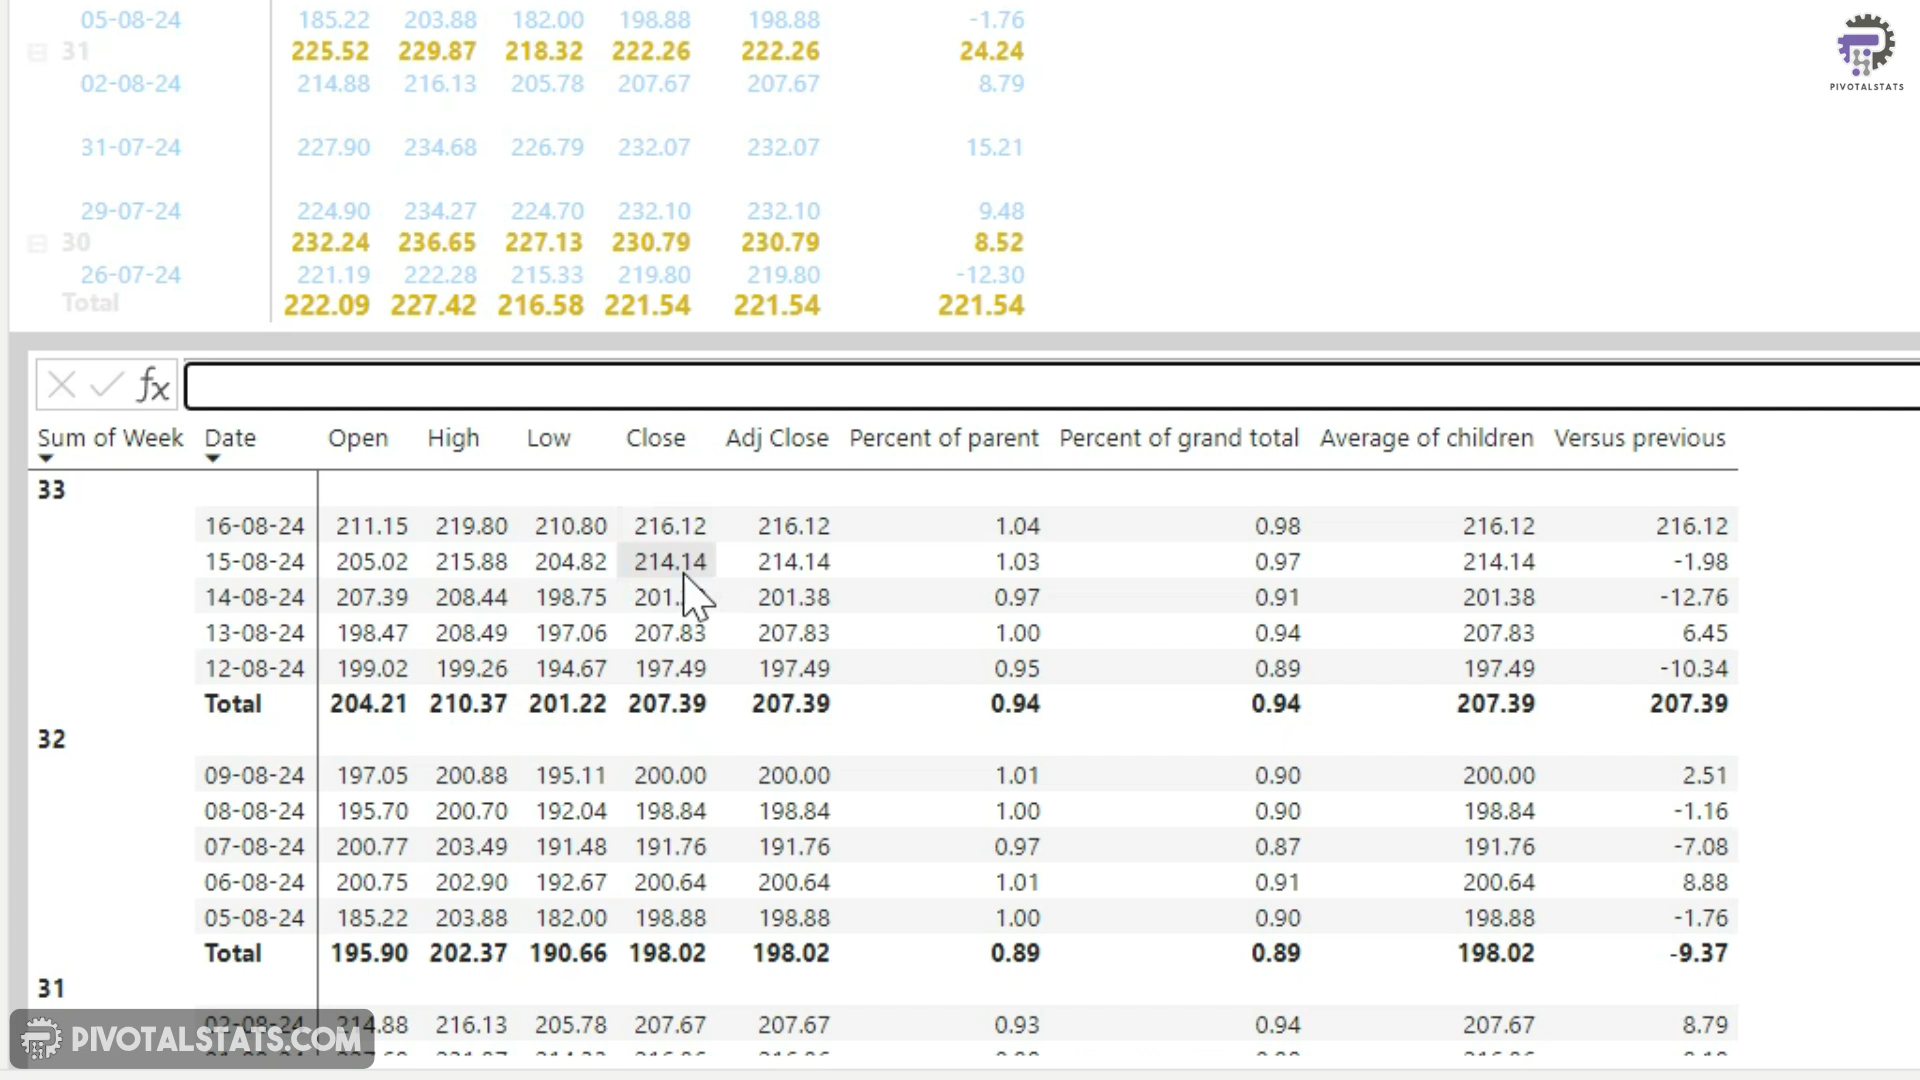 05-08-24 185.22 203.88 182.00 198.88 198.88 -1.76
31 225.52 229.87 218.32 222.26 222.26 24.24
02-08-24 214.88 216.13 205.78 207.67 207.67 8.79
31-07-24 227.90 234.68 226.79 232.07 232.07 15.21
29-07-24 224.90 234.27 224.70 232.10 232.10 9.48
30 232.24 236.65 227.13 230.79 230.79 8.52
26-07-24 221.19 222.28 215.33 219.80 219.80 -12.30
Total 222.09 227.42 216.58 221.54 221.54 221.54
PIVOTALSTATS
fx
Sum of Week Date Open High Low Close Adj Close Percent of parent Percent of grand total Average of children Versus previous
33
16-08-24 211.15 219.80 210.80 216.12 216.12 1.04 0.98 216.12 216.12
15-08-24 205.02 215.88 204.82 214.14 214.14 1.03 0.97 214.14 -1.98
14-08-24 207.39 208.44 198.75 201. 201.38 0.97 0.91 201.38 -12.76
13-08-24 198.47 208.49 197.06 207.83 207.83 1.00 0.94 207.83 6.45
12-08-24 199.02 199.26 194.67 197.49 197.49 0.95 0.89 197.49 -10.34
Total 204.21 210.37 201.22 207.39 207.39 0.94 0.94 207.39 207.39
32
09-08-24 197.05 200.88 195.11 200.00 200.00 1.01 0.90 200.00 2.51
08-08-24 195.70 200.70 192.04 198.84 198.84 1.00 0.90 198.84 -1.16
07-08-24 200.77 203.49 191.48 191.76 191.76 0.97 0.87 191.76 -7.08
06-08-24 200.75 202.90 192.67 200.64 200.64 1.01 0.91 200.64 8.88
05-08-24 185.22 203.88 182.00 198.88 198.88 1.00 0.90 198.88 -1.76
Total 195.90 202.37 190.66 198.02 198.02 0.89 0.89 198.02 -9.37
31
02-08-24 214.88 216.13 205.78 207.67 207.67 0.93 0.94 207.67 8.79
PIVOTALSTATS.COM